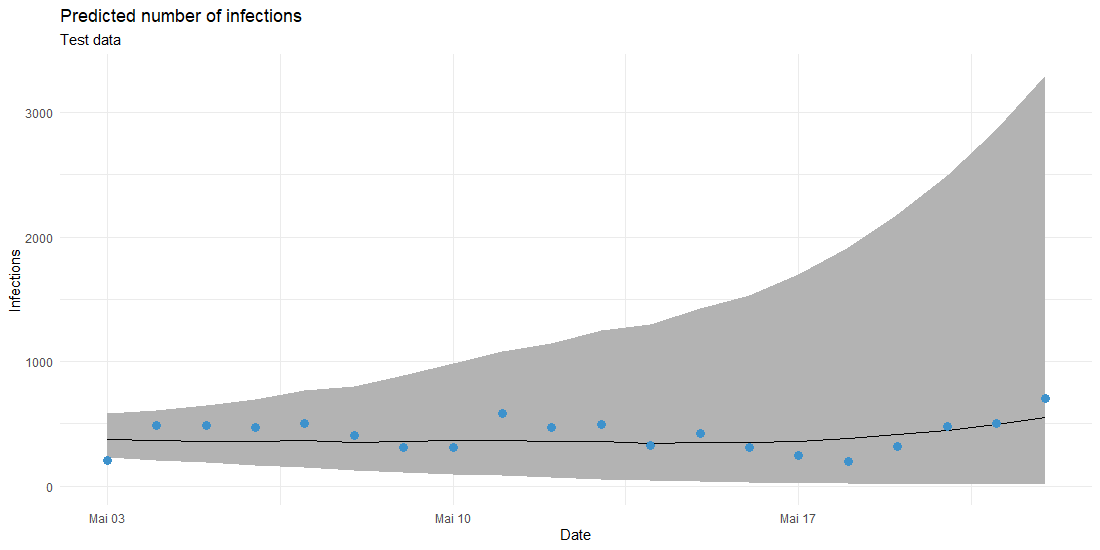 Predicted number of infections
Test data
Infections
3000
2000
1000
0
Mai 03
Mai 10
Mai 17
Date